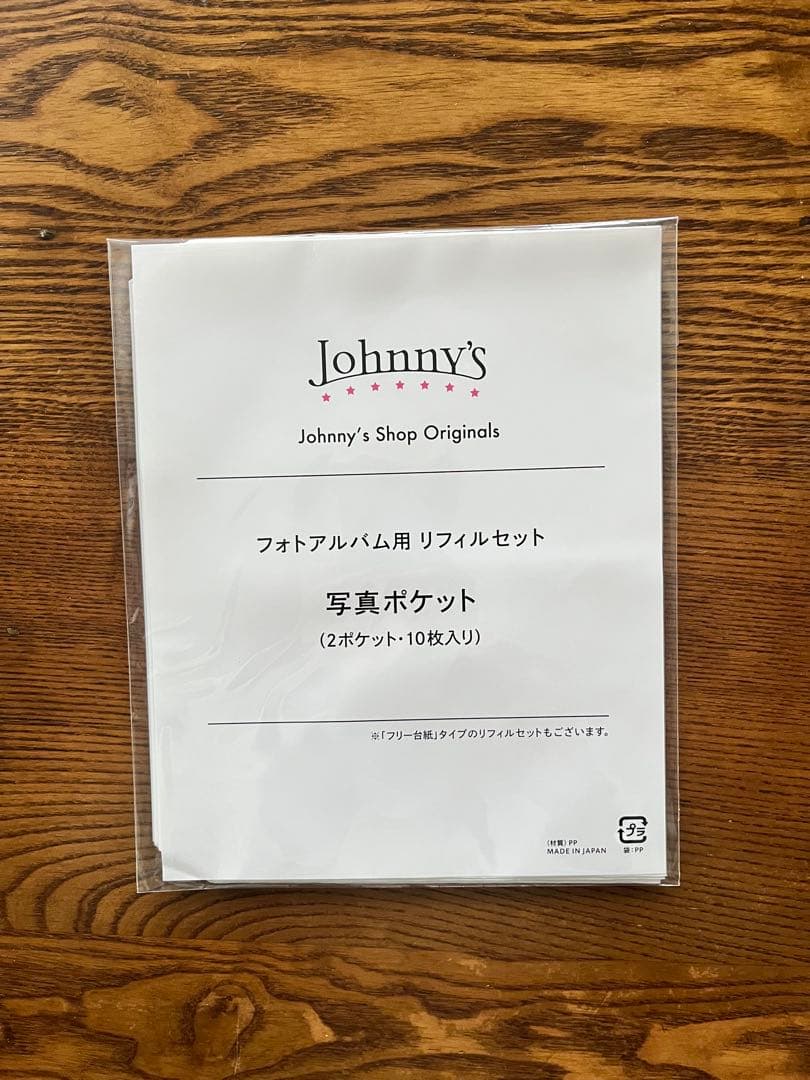 Johnny's
Johnny's Shop Originals
フォトアルバム用 リフィルセット
写真ポケット
(2ポケット・10枚入り)
※「フリー台紙」タイプのリフィルセットもございます。
(材質) PP
MADE IN JAPAN
プラ
袋:PP